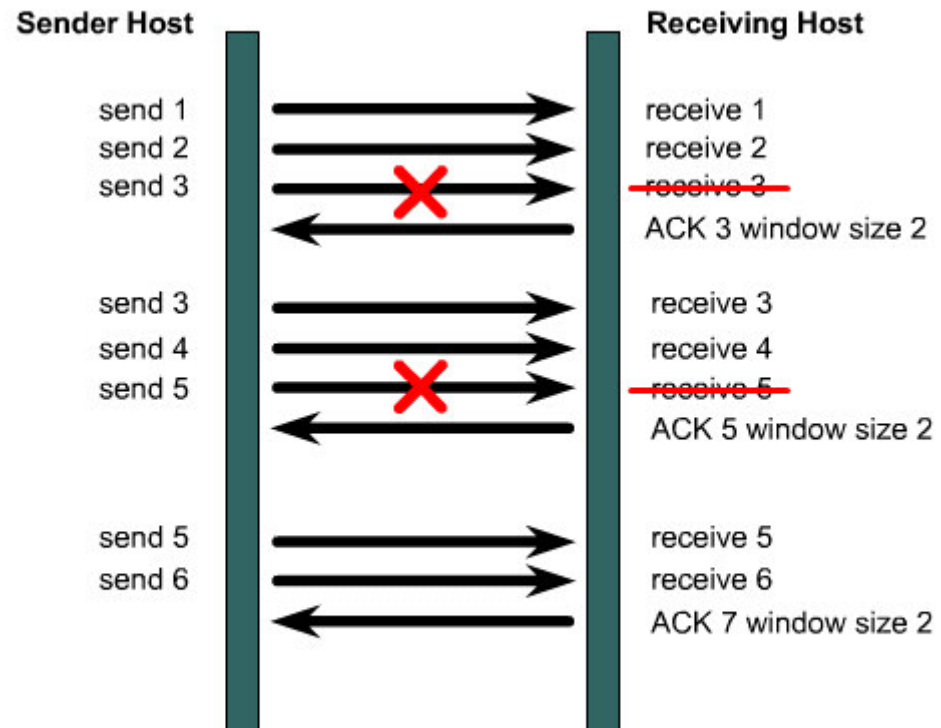 Sender Host Receiving Host
send 1 receive 1
send 2 receive 2
send 3 receive 3
ACK 3 window size 2
send 3 receive 3
send 4 receive 4
send 5 receive 5
ACK 5 window size 2
send 5 receive 5
send 6 receive 6
ACK 7 window size 2